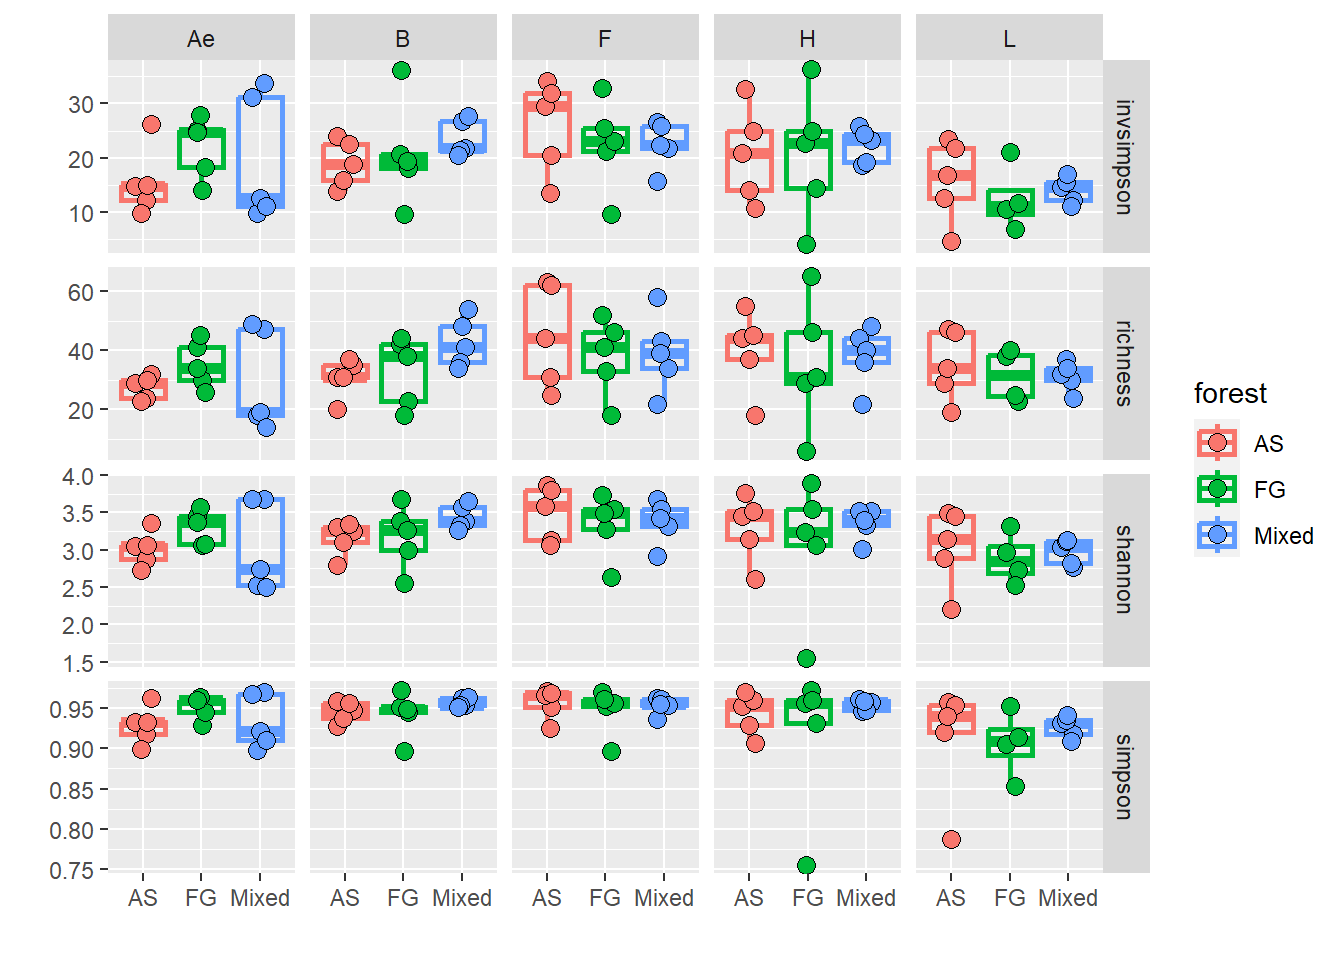 Ae B F H L
30
20
10
invsimpson
60
40
20
richness
4.0
3.5
3.0
2.5
2.0
1.5
shannon
0.95
0.90
0.85
0.80
0.75
simpson
AS FG Mixed AS FG Mixed AS FG Mixed AS FG Mixed AS FG Mixed
forest
AS
FG
Mixed